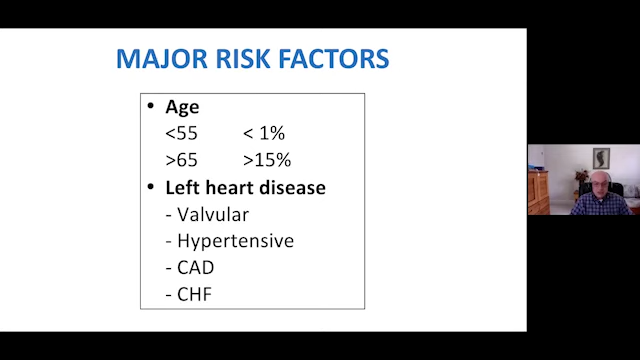 MAJOR RISK FACTORS
• Age
<55 < 1%
>65 >15%
• Left heart disease
- Valvular
- Hypertensive
- CAD
- CHF